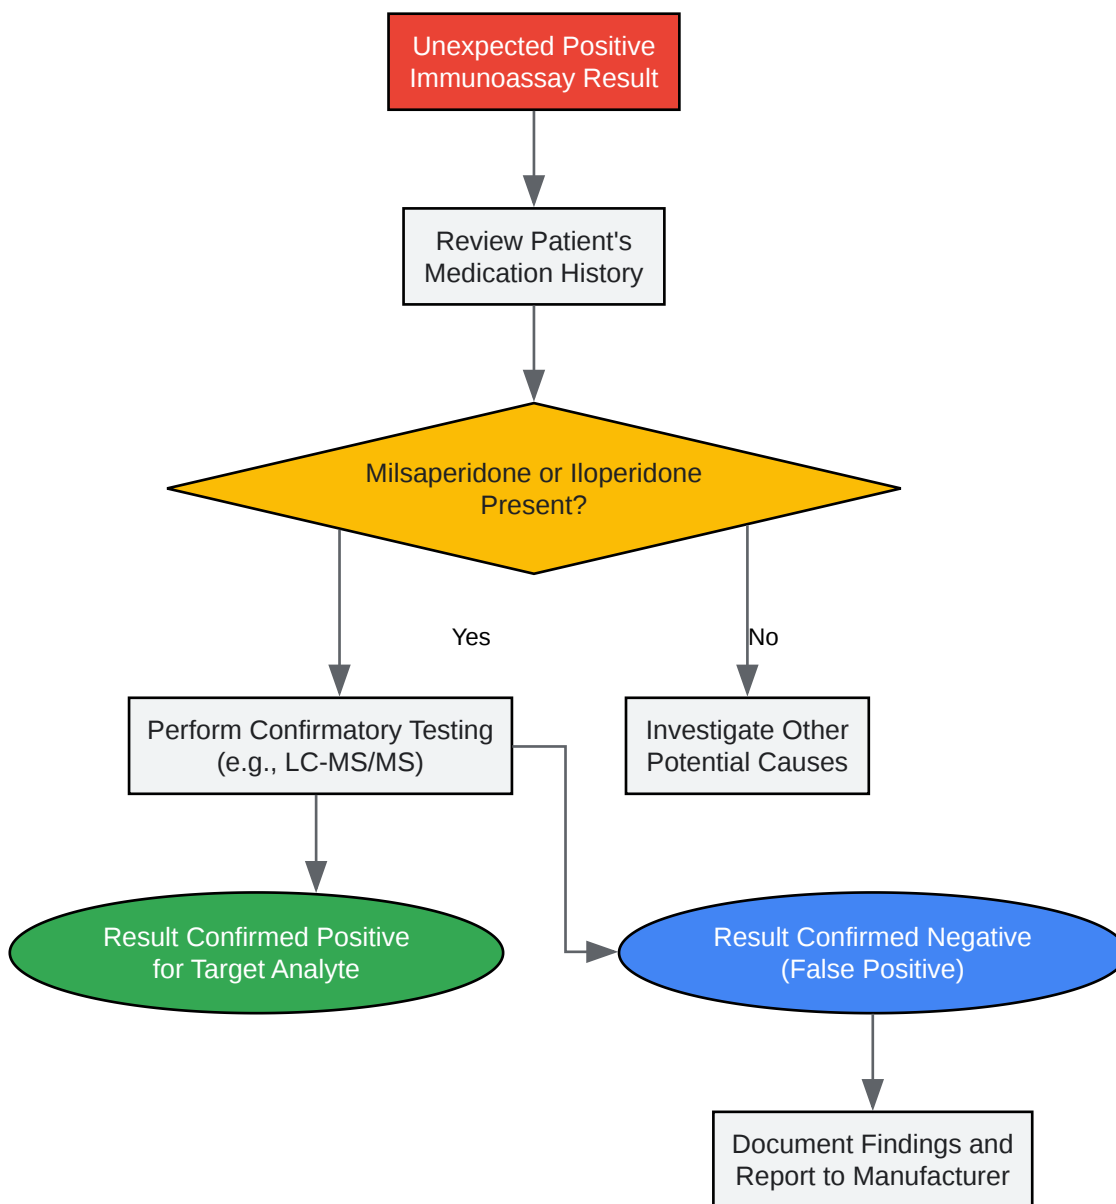 Unexpected Positive
Immunoassay Result
Review Patient's
Medication History
Milsaperidone or Iloperidone
Present?
Yes
No
Perform Confirmatory Testing
(e.g., LC-MS/MS)
Investigate Other
Potential Causes
Result Confirmed Positive
for Target Analyte
Result Confirmed Negative
(False Positive)
Document Findings and
Report to Manufacturer